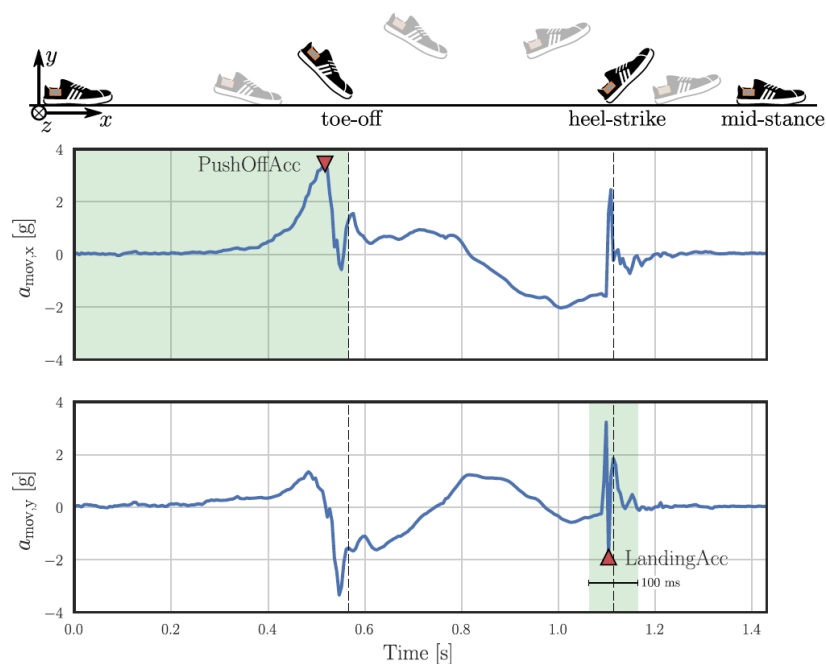 y
z
x
toe-off
heel-strike
mid-stance
4
2
0
−2
−4
a_mov,x [g]
PushOffAcc
4
2
0
−2
−4
a_mov,y [g]
LandingAcc
100 ms
0.0 0.2 0.4 0.6 0.8 1.0 1.2 1.4
Time [s]